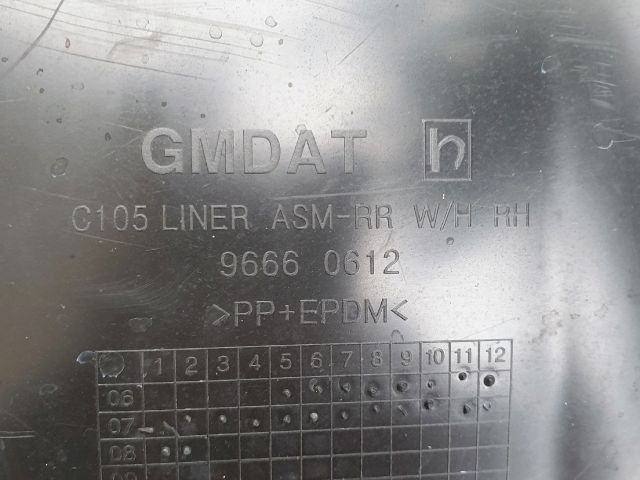 GMDAT h
C105 LINER ASM-RR W/H RH
9666 0612
>PP+EPDM<
1 2 3 4 5 6 7 8 9 10 11 12
06
07
08